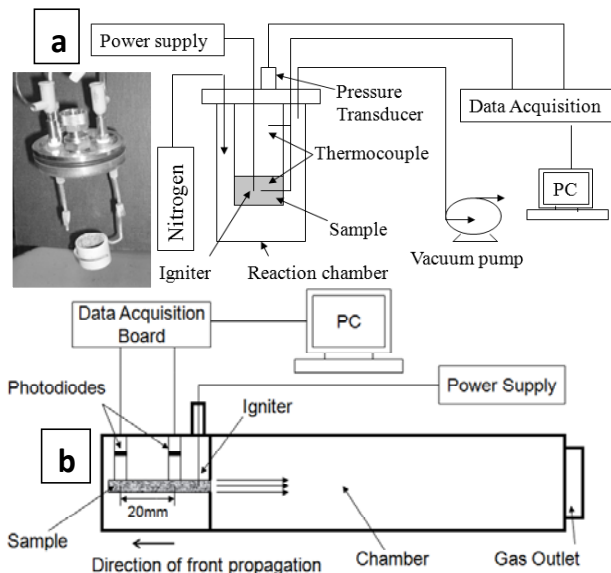 a
Power supply
Pressure
Transducer
Data Acquisition
Thermocouple
Nitrogen
PC
Sample
Igniter
Reaction chamber
Vacuum pump
Data Acquisition
Board
PC
Photodiodes
Igniter
Power Supply
b
20mm
Sample
Direction of front propagation
Chamber
Gas Outlet